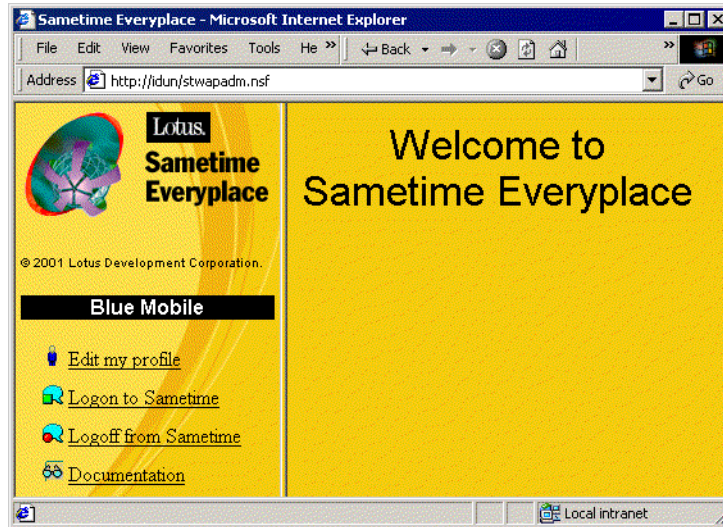 Sametime Everyplace - Microsoft Internet Explorer
File Edit View Favorites Tools He » Back »
Address http://idun/stwapadm.nsf Go
Lotus.
Sametime
Everyplace
© 2001 Lotus Development Corporation.
Blue Mobile
Edit my profile
Logon to Sametime
Logoff from Sametime
Documentation
Welcome to
Sametime Everyplace
Local intranet